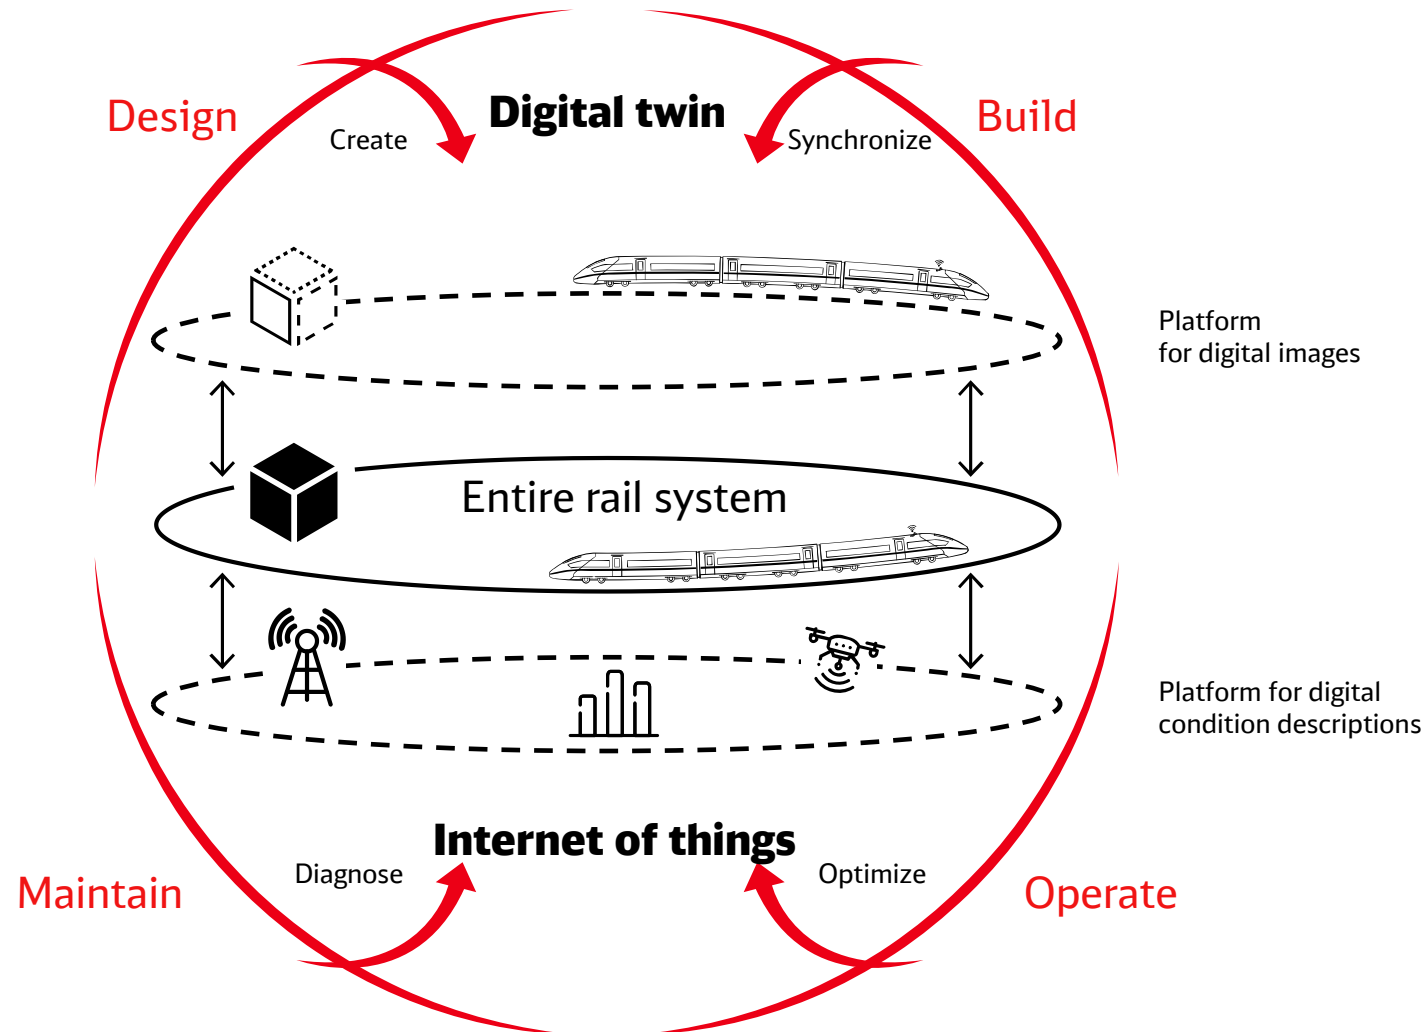 Digital twin
Design
Build
Create
Synchronize
Platform
for digital images
Entire rail system
Platform for digital
condition descriptions
Internet of things
Diagnose
Optimize
Maintain
Operate